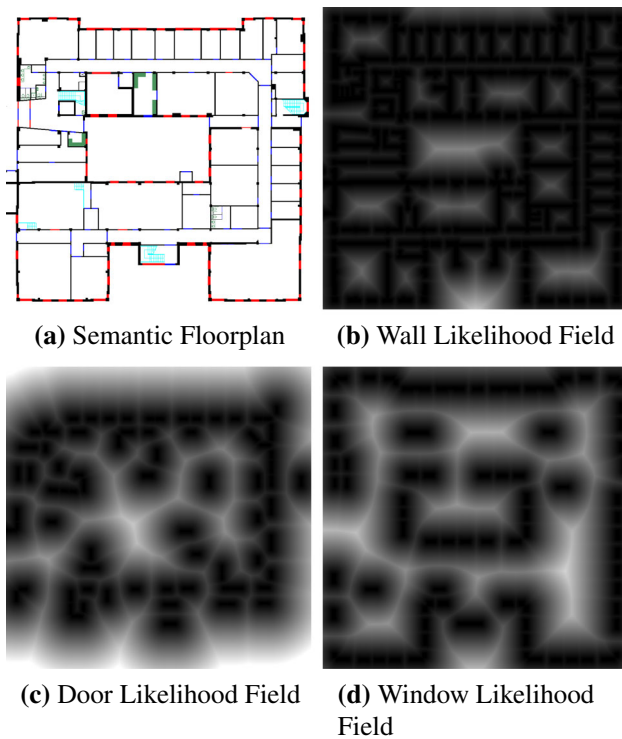 (a) Semantic Floorplan
(b) Wall Likelihood Field
(c) Door Likelihood Field
(d) Window Likelihood
Field